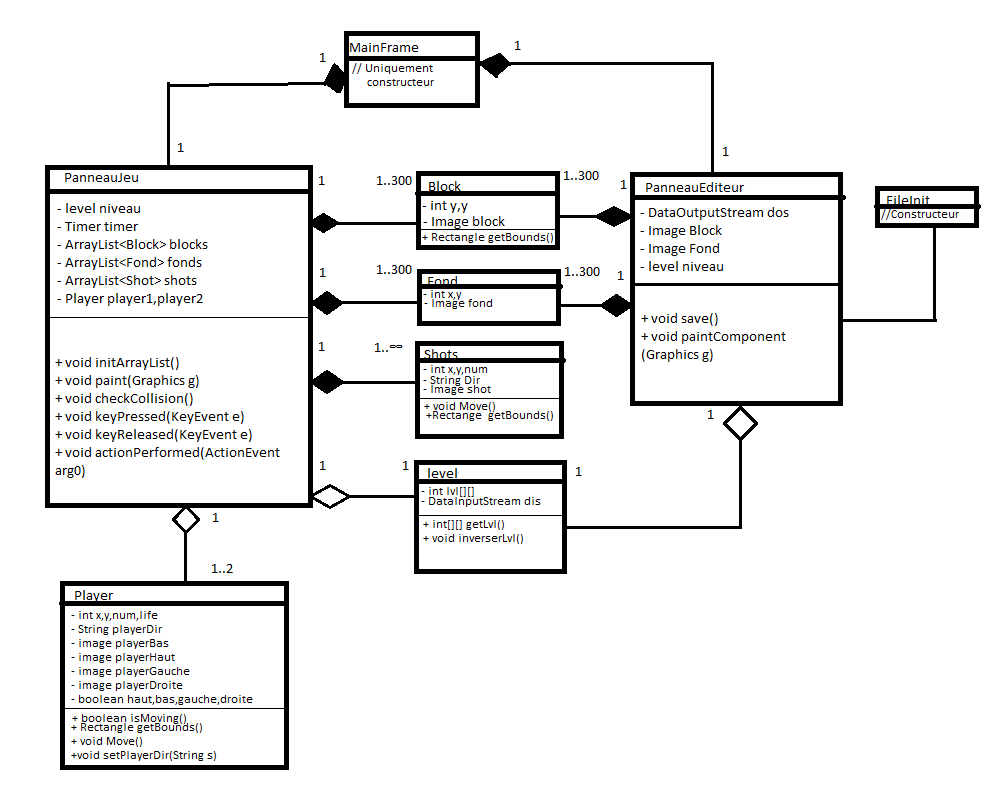 MainFrame
// Uniquement
constructeur
1
1
1
1
PanneauJeu
- level niveau
- Timer timer
- ArrayList<Block> blocks
- ArrayList<Fond> fonds
- ArrayList<Shot> shots
- Player player1,player2
+ void initArrayList()
+ void paint(Graphics g)
+ void checkCollision()
+ void keyPressed(KeyEvent e)
+ void keyReleased(KeyEvent e)
+ void actionPerformed(ActionEvent
arg0)
1
1..300
Block
- int y,y
- Image block
+ Rectangle getBounds()
1..300
1
1
1..300
Fond
- int x,y
- Image fond
1..300
1
1
1..∞
Shots
- int x,y,num
- String Dir
- Image shot
+ void Move()
+Rectange getBounds()
1
1
level
- int lvl[][]
- DataInputStream dis
+ int[][] getLvl()
+ void inverserLvl()
1
1
PanneauEditeur
- DataOutputStream dos
- Image Block
- Image Fond
- level niveau
+ void save()
+ void paintComponent
(Graphics g)
FileInit
//Constructeur
1
1..2
Player
- int x,y,num,life
- String playerDir
- image playerBas
- image playerHaut
- image playerGauche
- image playerDroite
- boolean haut,bas,gauche,droite
+ boolean isMoving()
+ Rectangle getBounds()
+ void Move()
+void setPlayerDir(String s)